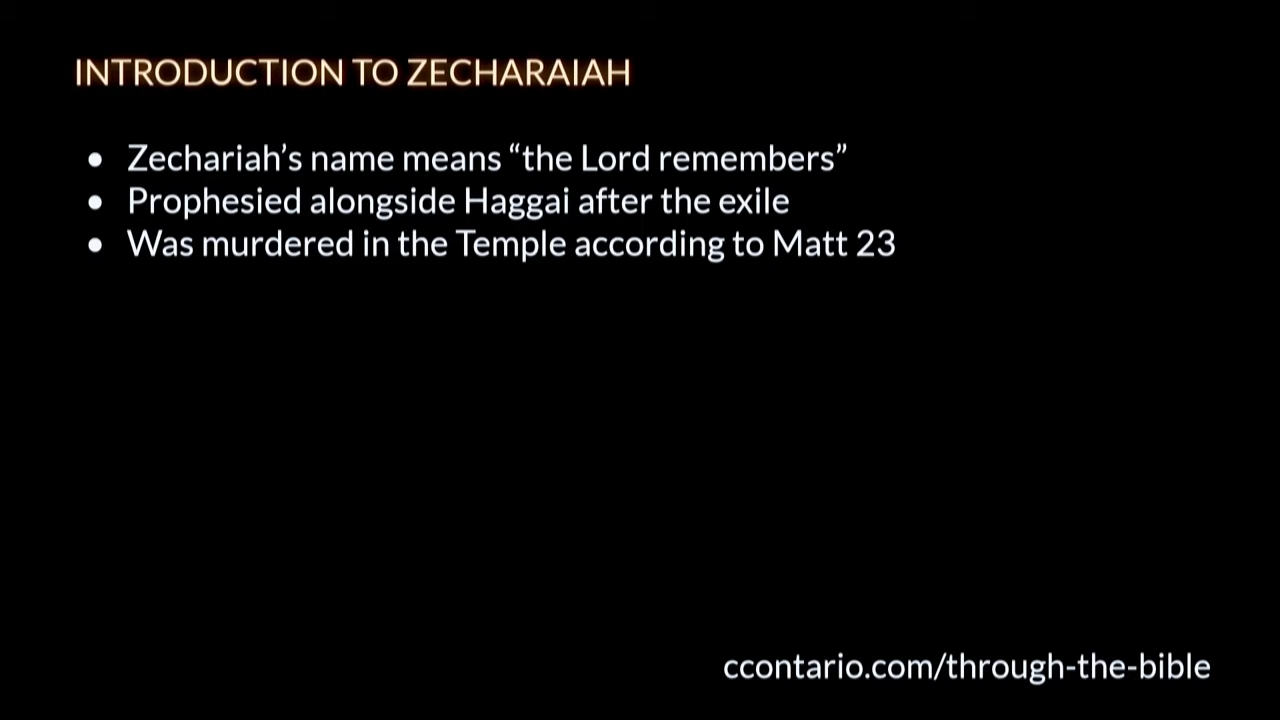 INTRODUCTION TO ZECHARAIAH
• Zechariah’s name means “the Lord remembers”
• Prophesied alongside Haggai after the exile
• Was murdered in the Temple according to Matt 23
ccontario.com/through-the-bible